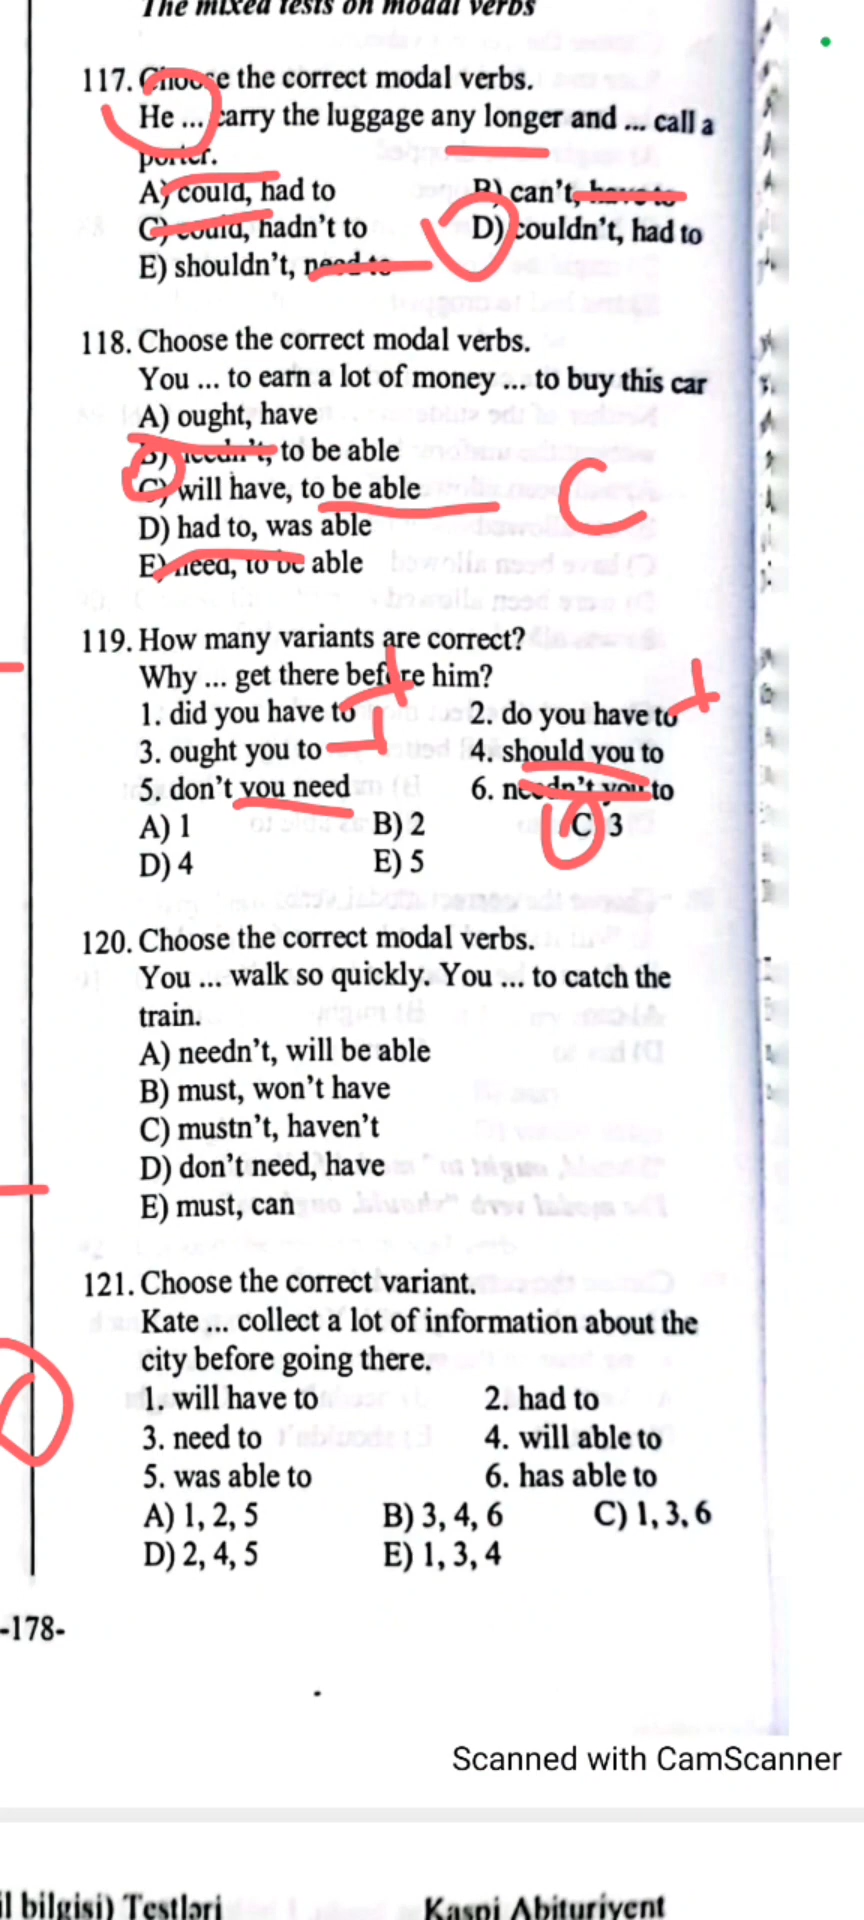 The mixed tests on modal verbs
117. Choose the correct modal verbs.
He ... carry the luggage any longer and ... call a
porter.
A) could, had to B) can't, have to
C) could, hadn't to D) couldn't, had to
E) shouldn't, need to
118. Choose the correct modal verbs.
You ... to earn a lot of money ... to buy this car
A) ought, have
B) needn't, to be able
C) will have, to be able
C
D) had to, was able
E) need, to be able
119. How many variants are correct?
Why ... get there before him?
1. did you have to 2. do you have to
3. ought you to 4. should you to
5. don't you need 6. needn't you to
A) 1 B) 2 C) 3
D) 4 E) 5
120. Choose the correct modal verbs.
You ... walk so quickly. You ... to catch the
train.
A) needn't, will be able
B) must, won't have
C) mustn't, haven't
D) don't need, have
E) must, can
121. Choose the correct variant.
Kate ... collect a lot of information about the
city before going there.
1. will have to 2. had to
3. need to 4. will able to
5. was able to 6. has able to
A) 1, 2, 5 B) 3, 4, 6 C) 1, 3, 6
D) 2, 4, 5 E) 1, 3, 4
-178-
Scanned with CamScanner
il bilgisi) Testləri Kaspi Abituriyent